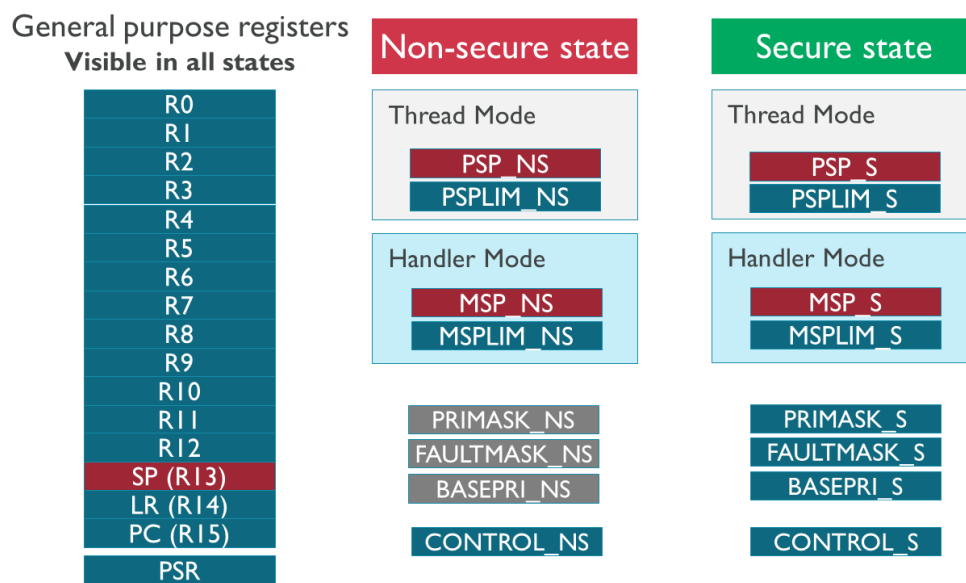 General purpose registers
Visible in all states
R0
R1
R2
R3
R4
R5
R6
R7
R8
R9
R10
R11
R12
SP (R13)
LR (R14)
PC (R15)
PSR
Non-secure state
Thread Mode
PSP_NS
PSPLIM_NS
Handler Mode
MSP_NS
MSPLIM_NS
PRIMASK_NS
FAULTMASK_NS
BASEPRI_NS
CONTROL_NS
Secure state
Thread Mode
PSP_S
PSPLIM_S
Handler Mode
MSP_S
MSPLIM_S
PRIMASK_S
FAULTMASK_S
BASEPRI_S
CONTROL_S